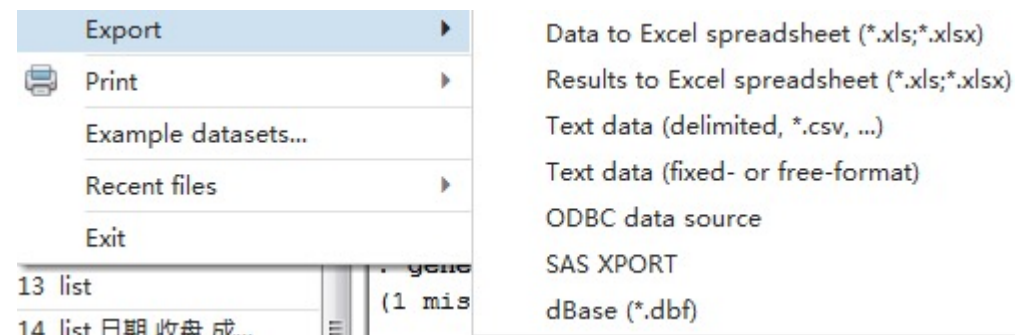 Export
Print
Example datasets...
Recent files
Exit
Data to Excel spreadsheet (*.xls;*.xlsx)
Results to Excel spreadsheet (*.xls;*.xlsx)
Text data (delimited, *.csv, ...)
Text data (fixed- or free-format)
ODBC data source
SAS XPORT
dBase (*.dbf)
13 list
14 list 日期 收盘 成...
. gene
(1 mis